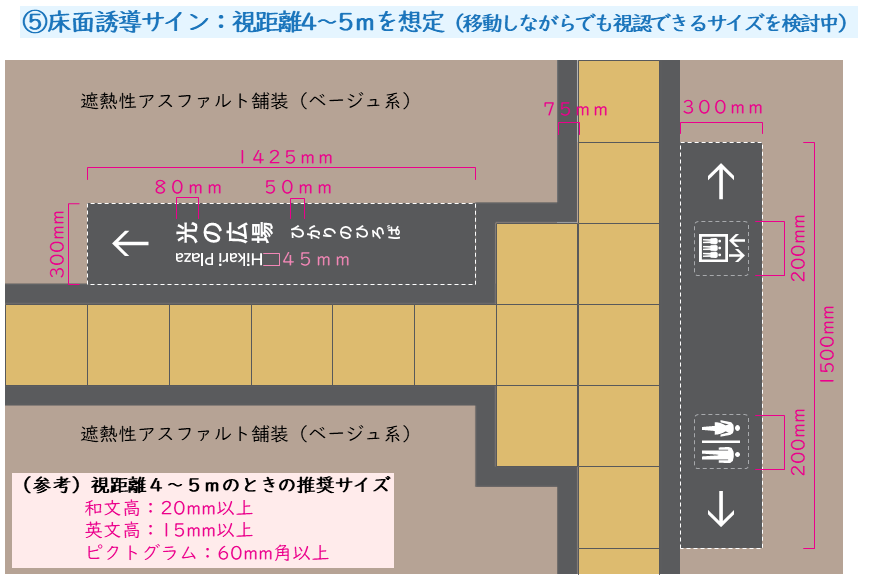 ⑤床面誘導サイン：視距離4～5mを想定（移動しながらでも視認できるサイズを検討中）
遮熱性アスファルト舗装（ベージュ系）
75mm
300mm
1425mm
80mm
50mm
300mm
光の広場
ひかりのひろば
Hikari Plaza
45mm
200mm
1500mm
200mm
遮熱性アスファルト舗装（ベージュ系）
（参考）視距離４～５ｍのときの推奨サイズ
和文高：20mm以上
英文高：15mm以上
ピクトグラム：60mm角以上